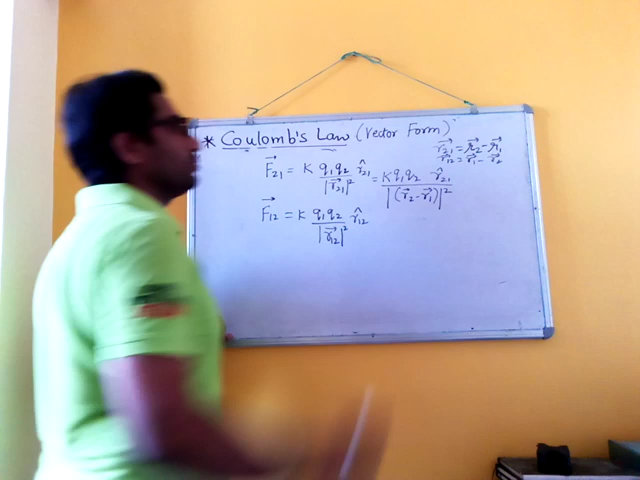 * Coulomb's Law (Vector Form)
r⃗₂₁ = r⃗₂ - r⃗₁
r⃗₁₂ = r⃗₁ - r⃗₂
F⃗₂₁ = K q₁q₂ / |r⃗₂₁|² r̂₂₁ = K q₁q₂ r̂₂₁ / |(r⃗₂ - r⃗₁)|²
F⃗₁₂ = K q₁q₂ / |r⃗₁₂|² r̂₁₂